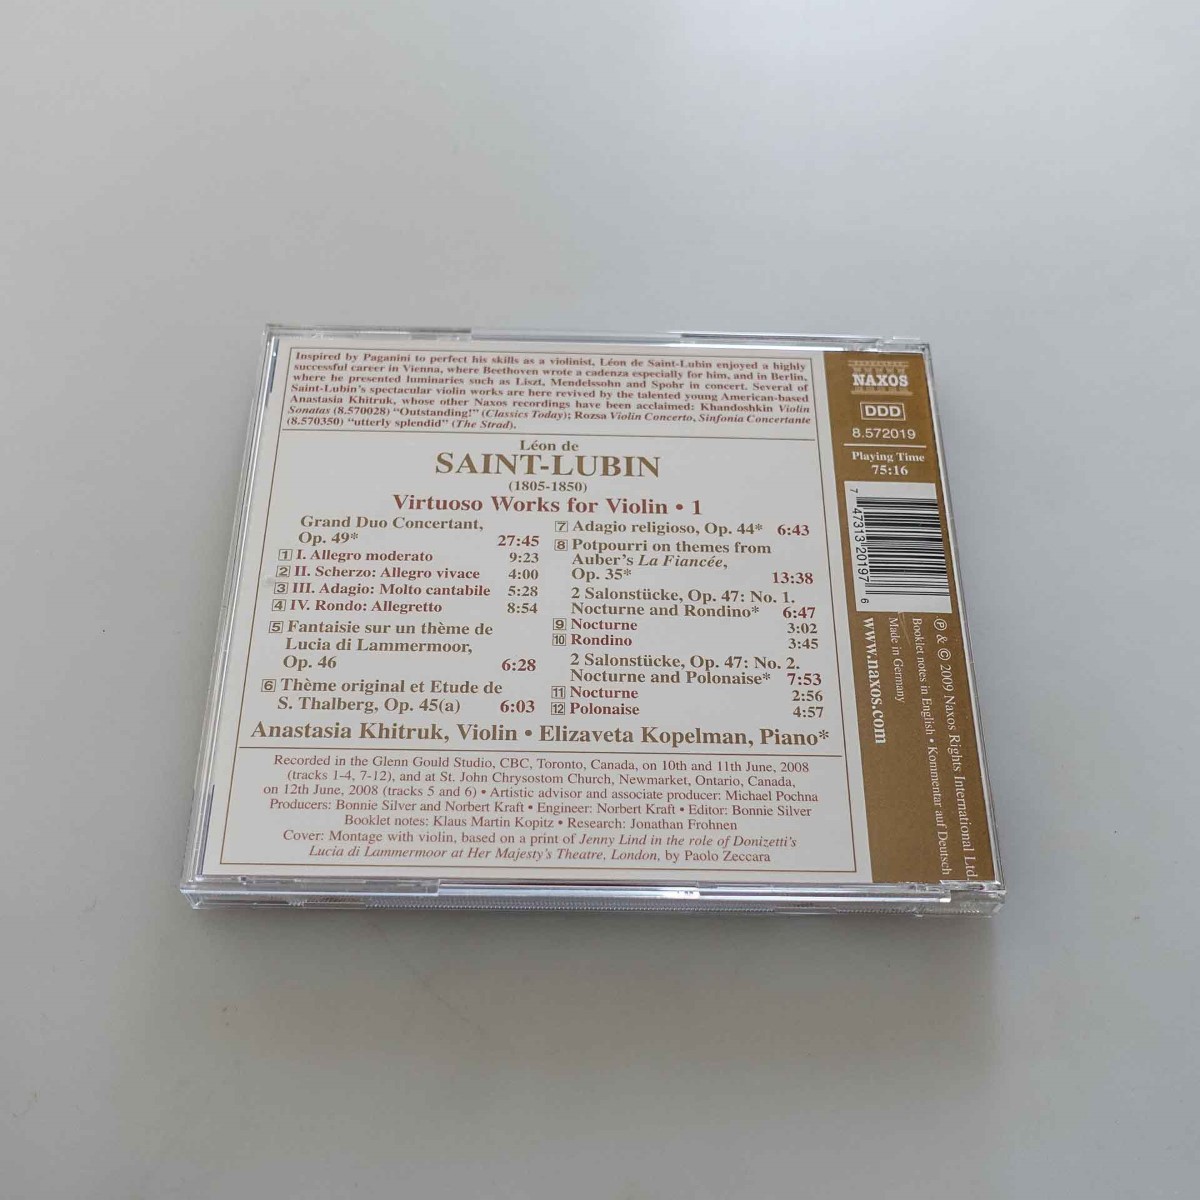 Inspired by Paganini to perfect his skills as a violinist, Léon de Saint-Lubin enjoyed a highly
successful career in Vienna, where Beethoven wrote a cadenza especially for him, and in Berlin,
where he presented luminaries such as Liszt, Mendelssohn and Spohr in concert. Several of
Saint-Lubin's spectacular violin works are here revived by the talented young American-based
Anastasia Khitruk, whose other Naxos recordings have been acclaimed: Khandoshkin Violin
Sonatas (8.570028) “Outstanding!” (Classics Today); Rozsa Violin Concerto, Sinfonia Concertante
(8.570350) “utterly splendid” (The Strad).
Léon de
SAINT-LUBIN
(1805-1850)
Virtuoso Works for Violin • 1
Grand Duo Concertant,
Op. 49* 27:45
1 I. Allegro moderato 9:23
2 II. Scherzo: Allegro vivace 4:00
3 III. Adagio: Molto cantabile 5:28
4 IV. Rondo: Allegretto 8:54
5 Fantaisie sur un thème de
Lucia di Lammermoor,
Op. 46 6:28
6 Thème original et Etude de
S. Thalberg, Op. 45(a) 6:03
7 Adagio religioso, Op. 44* 6:43
8 Potpourri on themes from
Auber's La Fiancée,
Op. 35* 13:38
2 Salonstücke, Op. 47: No. 1.
Nocturne and Rondino* 6:47
9 Nocturne 3:02
10 Rondino 3:45
2 Salonstücke, Op. 47: No. 2.
Nocturne and Polonaise* 7:53
11 Nocturne 2:56
12 Polonaise 4:57
Anastasia Khitruk, Violin • Elizaveta Kopelman, Piano*
Recorded in the Glenn Gould Studio, CBC, Toronto, Canada, on 10th and 11th June, 2008
(tracks 1-4, 7-12), and at St. John Chrysostom Church, Newmarket, Ontario, Canada,
on 12th June, 2008 (tracks 5 and 6) • Artistic advisor and associate producer: Michael Pochna
Producers: Bonnie Silver and Norbert Kraft • Engineer: Norbert Kraft • Editor: Bonnie Silver
Booklet notes: Klaus Martin Kopitz • Research: Jonathan Frohnen
Cover: Montage with violin, based on a print of Jenny Lind in the role of Donizetti's
Lucia di Lammermoor at Her Majesty's Theatre, London, by Paolo Zeccara
NAXOS
DDD
8.572019
Playing Time
75:16
7 47313 20197 6
℗ & © 2009 Naxos Rights International Ltd.
Booklet notes in English • Kommentar auf Deutsch
Made in Germany
www.naxos.com